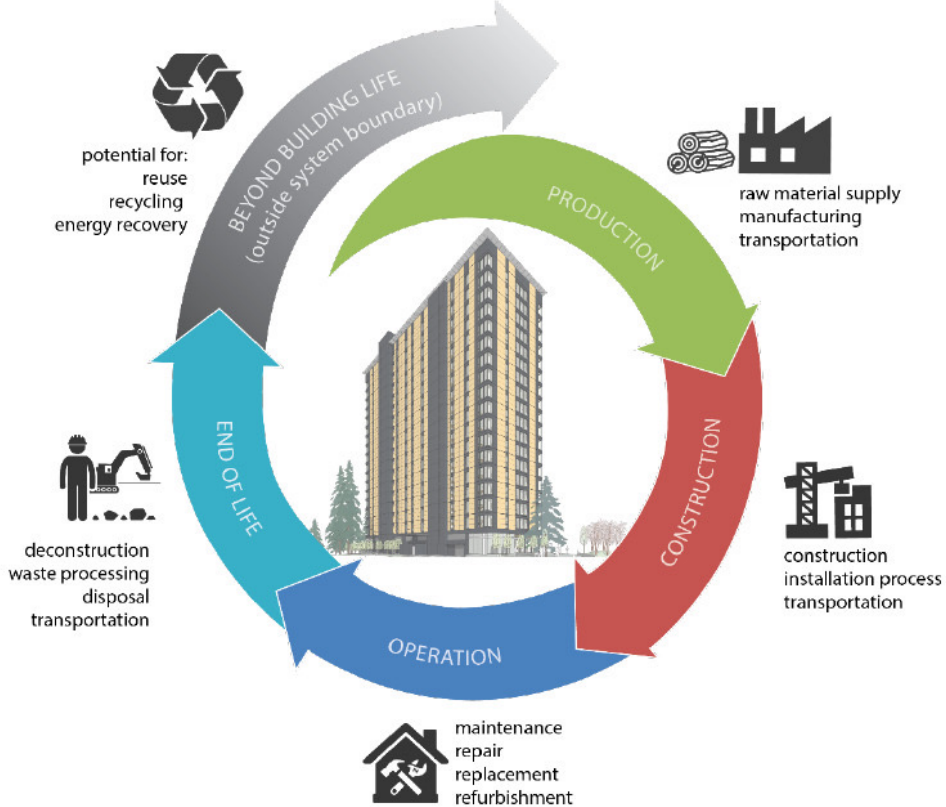 BEYOND BUILDING LIFE
(outside system boundary)
potential for:
reuse
recycling
energy recovery
PRODUCTION
raw material supply
manufacturing
transportation
CONSTRUCTION
construction
installation process
transportation
OPERATION
maintenance
repair
replacement
refurbishment
END OF LIFE
deconstruction
waste processing
disposal
transportation